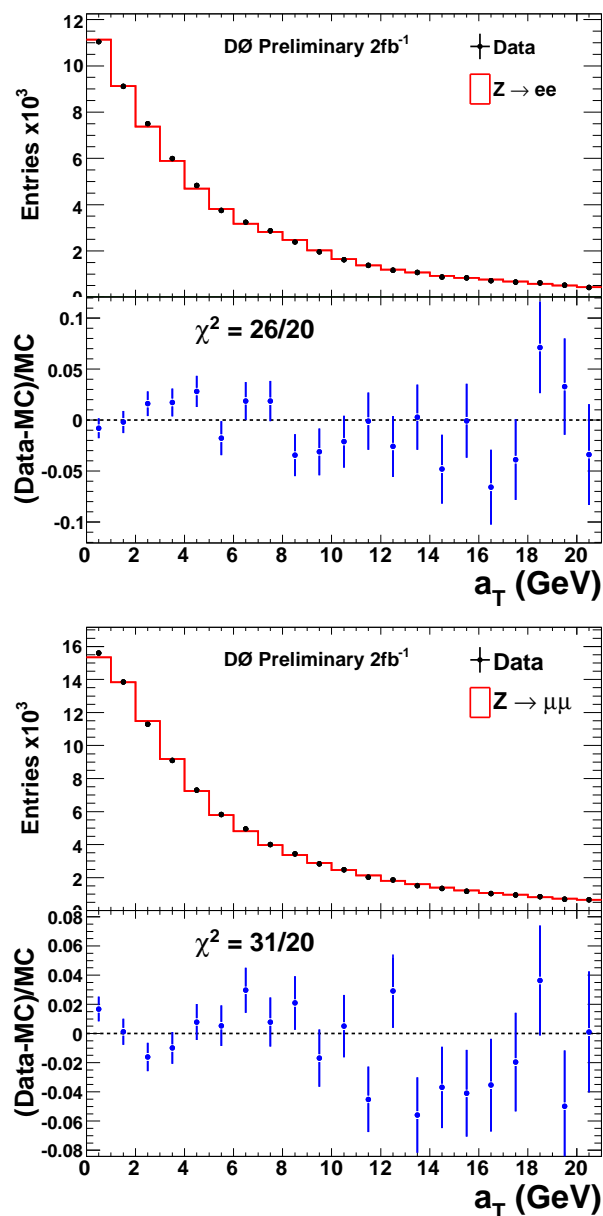 DØ Preliminary 2fb⁻¹
Data
Z → ee
Entries x10³
12
10
8
6
4
2
0
χ² = 26/20
(Data-MC)/MC
0.1
0.05
0
-0.05
-0.1
0 2 4 6 8 10 12 14 16 18 20
a_T (GeV)
DØ Preliminary 2fb⁻¹
Data
Z → μμ
Entries x10³
16
14
12
10
8
6
4
2
0
χ² = 31/20
(Data-MC)/MC
0.08
0.06
0.04
0.02
0
-0.02
-0.04
-0.06
-0.08
0 2 4 6 8 10 12 14 16 18 20
a_T (GeV)